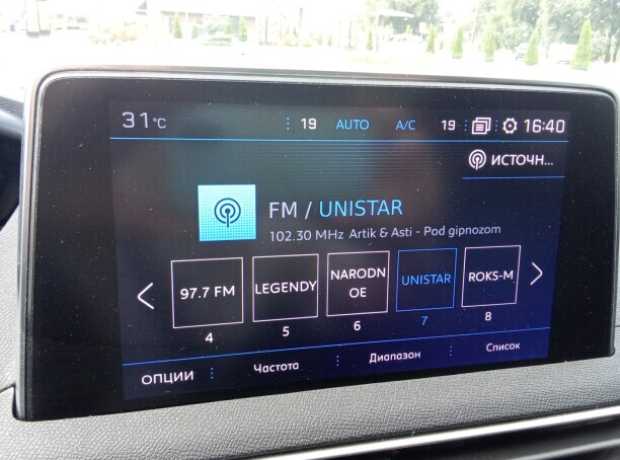 31°C 19 AUTO A/C 19 16:40
ИСТОЧН...
FM / UNISTAR
102.30 MHz Artik & Asti - Pod gipnozom
97.7 FM LEGENDY NARODN UNISTAR ROKS-M
OE
4 5 6 7 8
ОПЦИИ Частота Диапазон Список